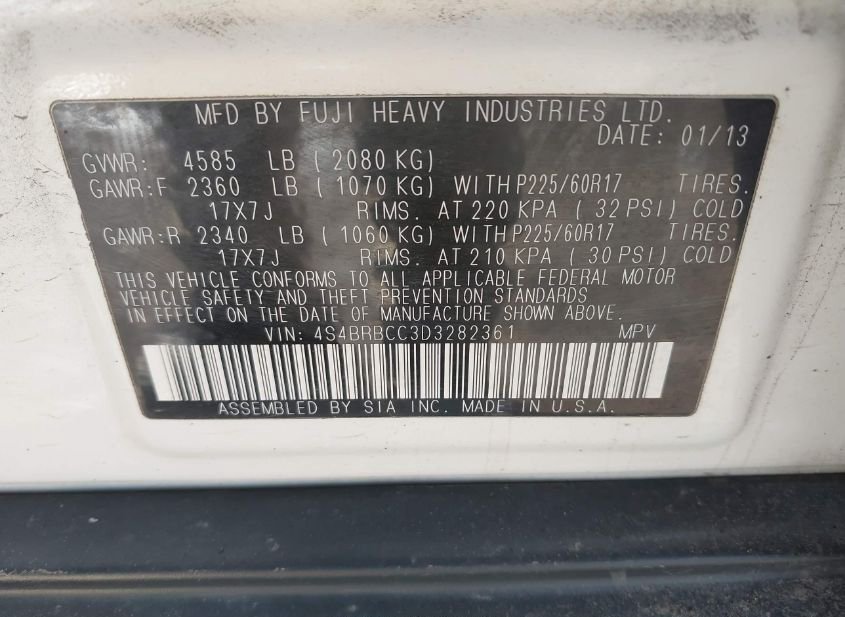 MFD BY FUJI HEAVY INDUSTRIES LTD.
DATE: 01/13
GVWR: 4585 LB ( 2080 KG)
GAWR:F 2360 LB ( 1070 KG) WITHP225/60R17 TIRES.
17X7J RIMS. AT 220 KPA ( 32 PSI) COLD
GAWR:R 2340 LB ( 1060 KG) WITHP225/60R17 TIRES.
17X7J RIMS. AT 210 KPA ( 30 PSI) COLD
THIS VEHICLE CONFORMS TO ALL APPLICABLE FEDERAL MOTOR
VEHICLE SAFETY AND THEFT PREVENTION STANDARDS
IN EFFECT ON THE DATE OF MANUFACTURE SHOWN ABOVE.
VIN: 4S4BRBCC3D3282361 MPV
ASSEMBLED BY SIA INC. MADE IN U.S.A.